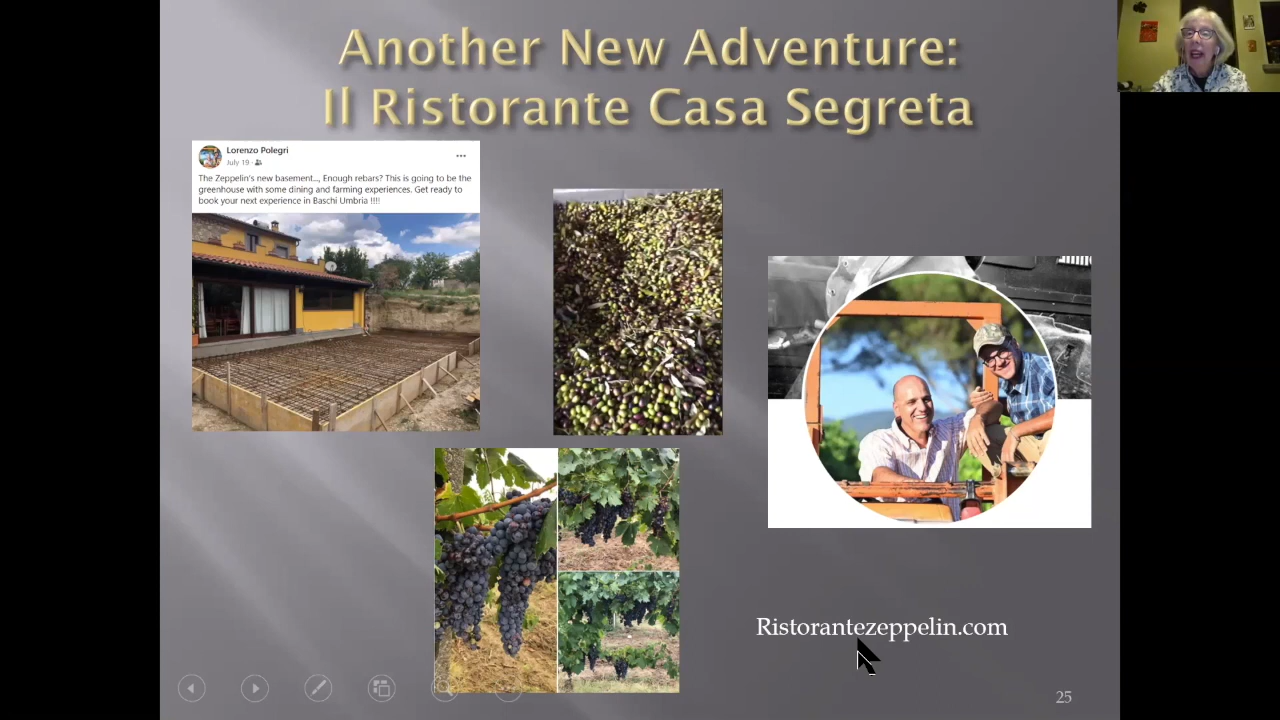 Another New Adventure:
Il Ristorante Casa Segreta
Lorenzo Polegri
July 19 ·
The Zeppelin's new basement..., Enough rebars? This is going to be the
greenhouse with some dining and farming experiences. Get ready to
book your next experience in Baschi Umbria !!!!
Ristorantezeppelin.com
25